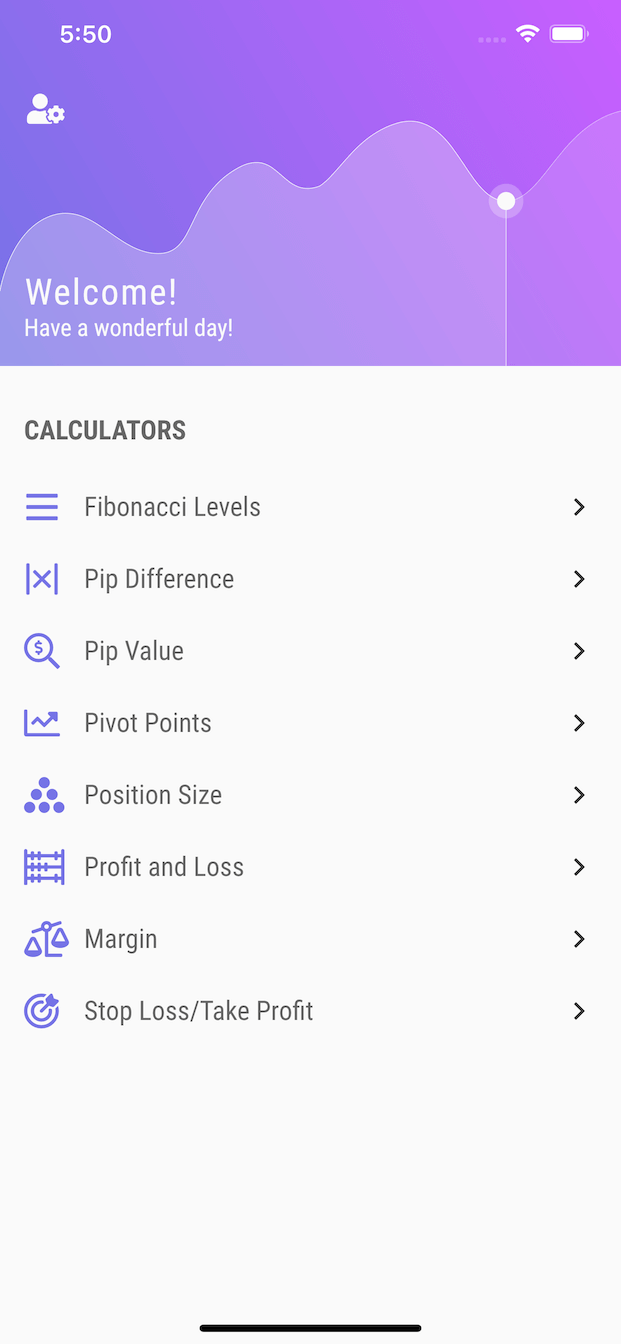 5:50
Welcome!
Have a wonderful day!
CALCULATORS
Fibonacci Levels
Pip Difference
$
Pip Value
Pivot Points
Position Size
Profit and Loss
Margin
Stop Loss/Take Profit